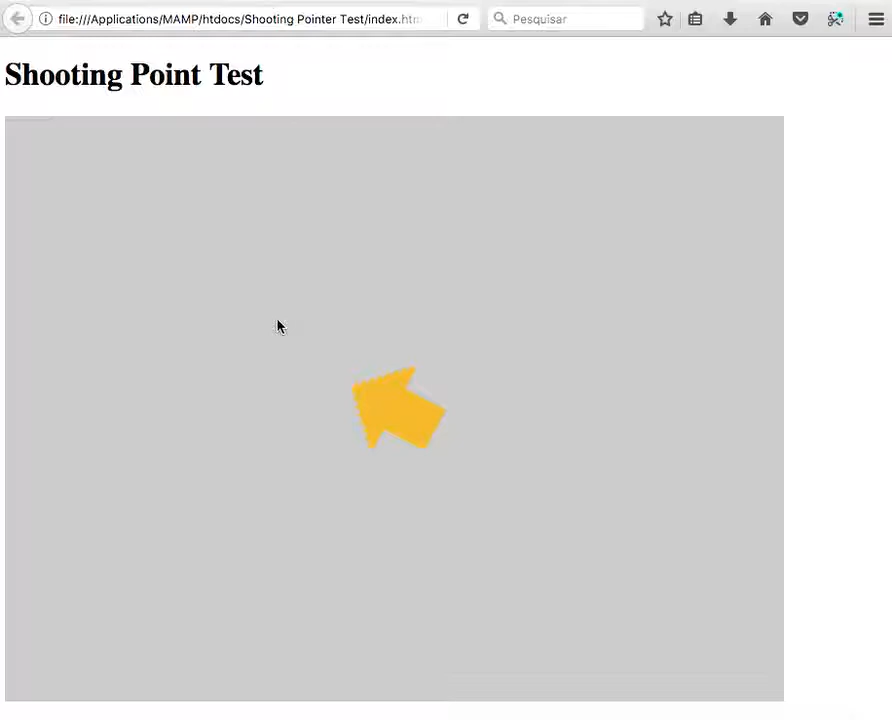 file:///Applications/MAMP/htdocs/Shooting Pointer Test/index.htm
Pesquisar
Shooting Point Test